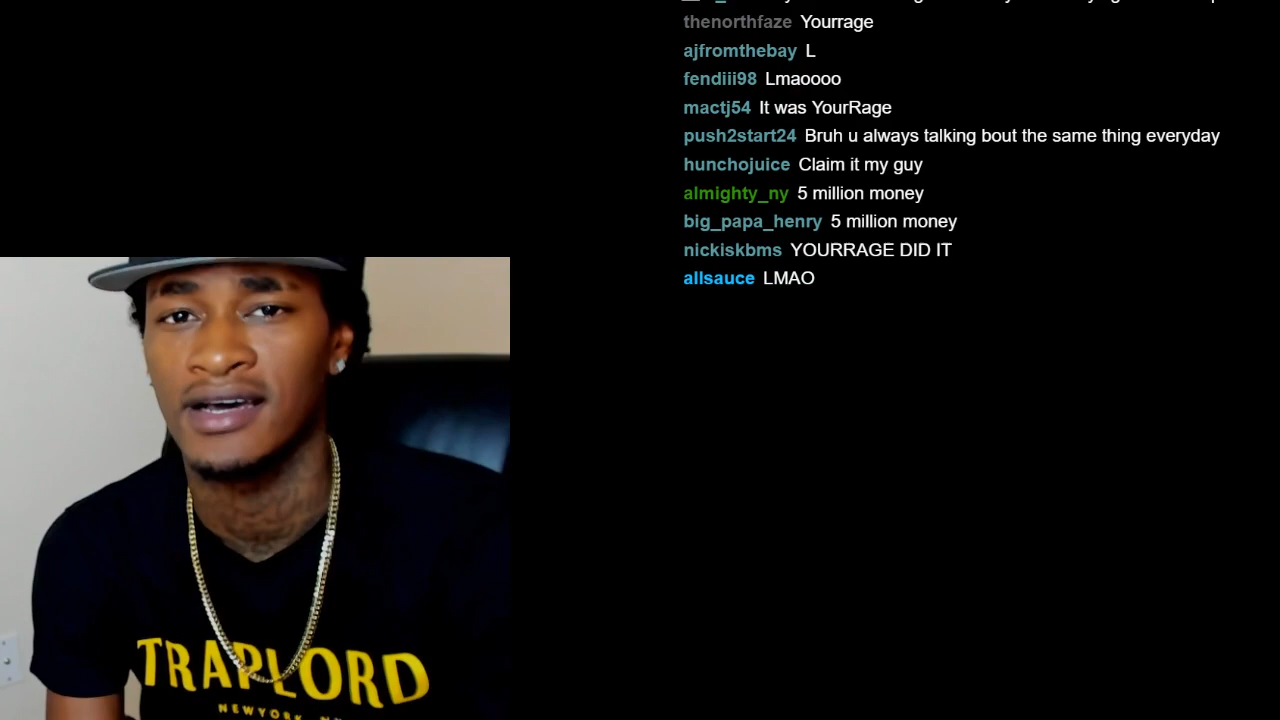 thenorthfaze Yourrage
ajfromthebay L
fendiii98 Lmaoooo
mactj54 It was YourRage
push2start24 Bruh u always talking bout the same thing everyday
hunchojuice Claim it my guy
almighty_ny 5 million money
big_papa_henry 5 million money
nickiskbms YOURRAGE DID IT
allsauce LMAO
TRAPLORD
NEWYORK